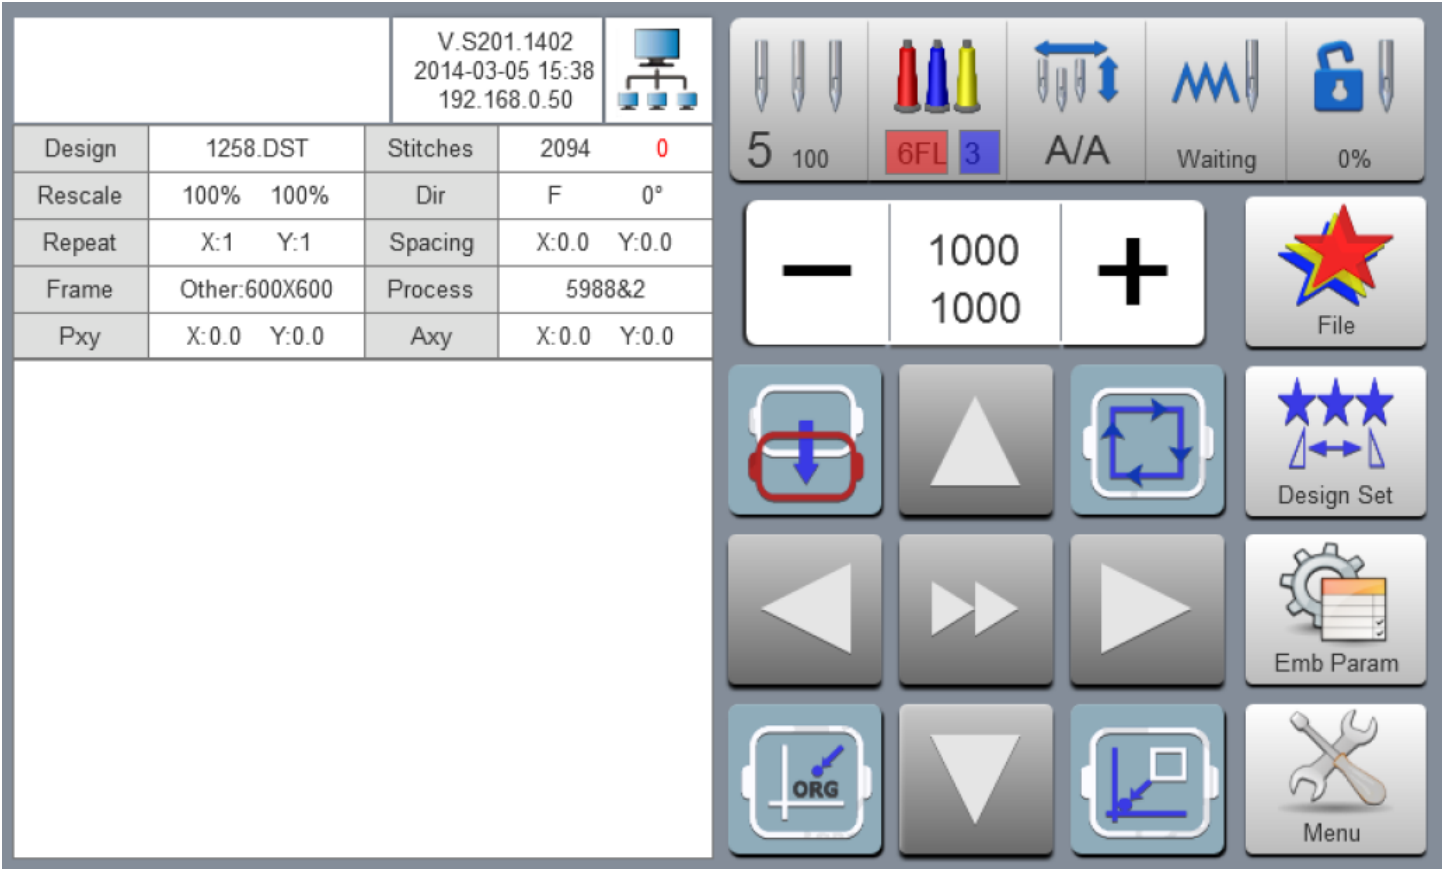 V.S201.1402
2014-03-05 15:38
192.168.0.50
Design 1258.DST Stitches 2094 0
Rescale 100% 100% Dir F 0°
Repeat X:1 Y:1 Spacing X:0.0 Y:0.0
Frame Other:600X600 Process 5988&2
Pxy X:0.0 Y:0.0 Axy X:0.0 Y:0.0
5 100 6FL 3 A/A Waiting 0%
1000
1000
File
Design Set
Emb Param
ORG
Menu